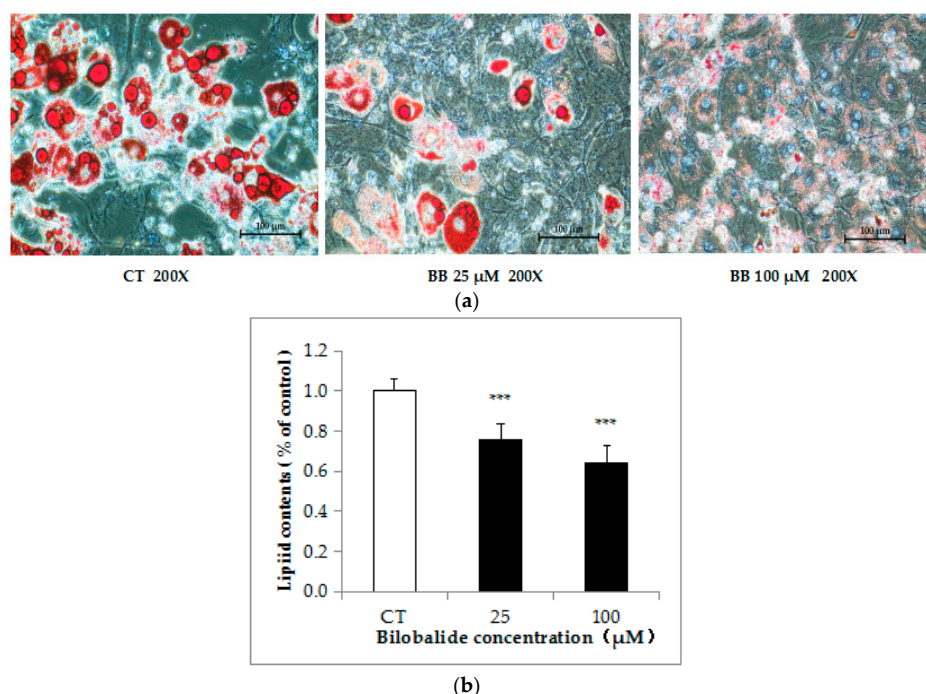 100 μm
100 μm
100 μm
CT 200X
BB 25 μM 200X
BB 100 μM 200X
(a)
Lipiid contents ( % of control )
1.2
1.0
0.8
0.6
0.4
0.2
0.0
***
***
CT
25
100
Bilobalide concentration (μM)
(b)